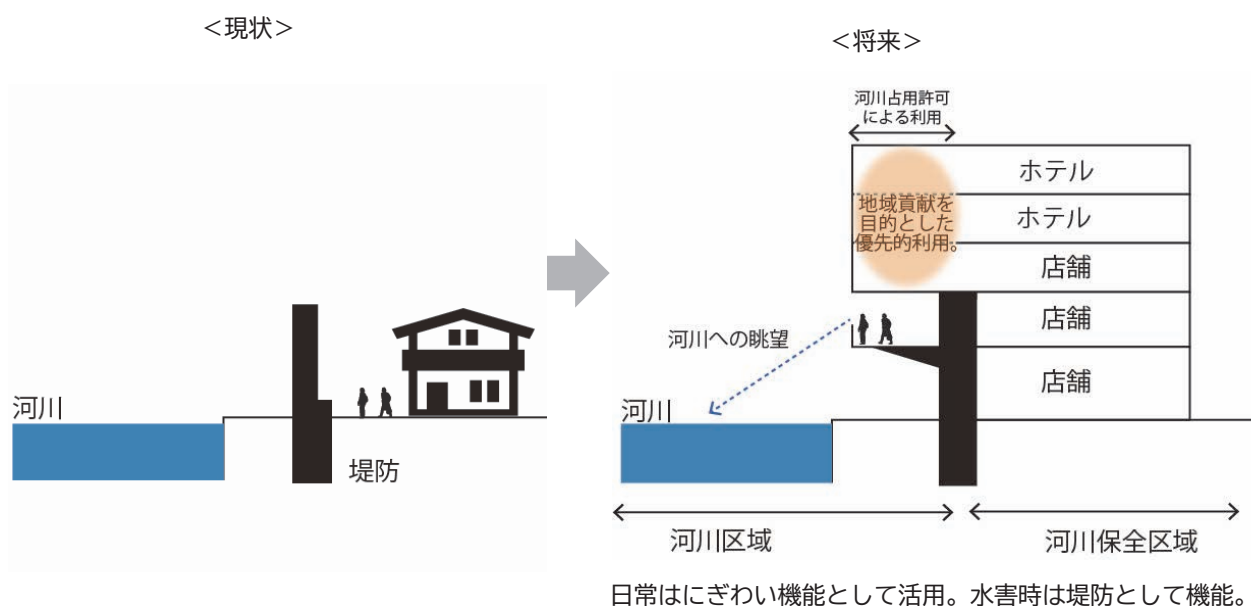 ＜現状＞
河川
堤防
＜将来＞
河川占用許可
による利用
ホテル
地域貢献を
目的とした
優先的利用。
ホテル
店舗
店舗
店舗
河川への眺望
河川
河川区域
河川保全区域
日常はにぎわい機能として活用。水害時は堤防として機能。